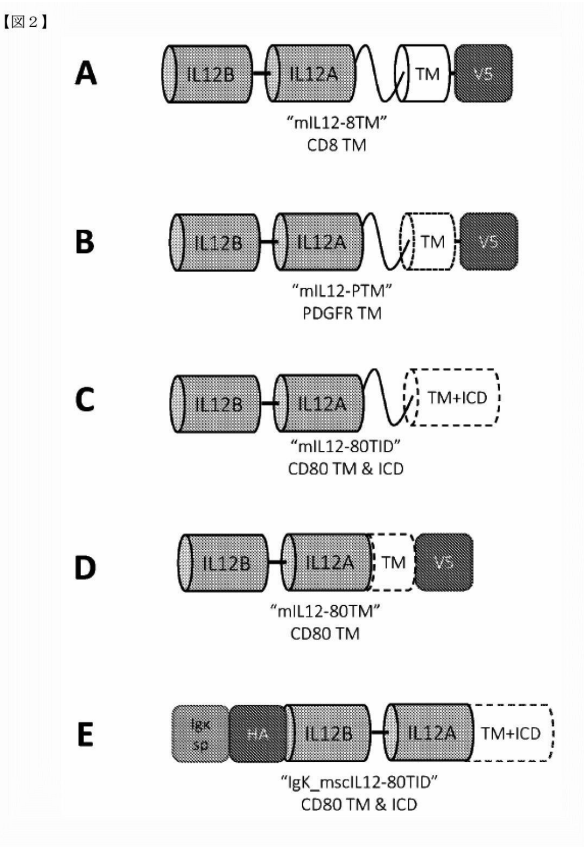 【図２】
A
IL12B IL12A TM V5
“mIL12-8TM”
CD8 TM
B
IL12B IL12A TM V5
“mIL12-PTM”
PDGFR TM
C
IL12B IL12A TM+ICD
“mIL12-80TID”
CD80 TM & ICD
D
IL12B IL12A TM V5
“mIL12-80TM”
CD80 TM
E
Igκ
sp
HA IL12B IL12A TM+ICD
“IgK_mscIL12-80TID”
CD80 TM & ICD